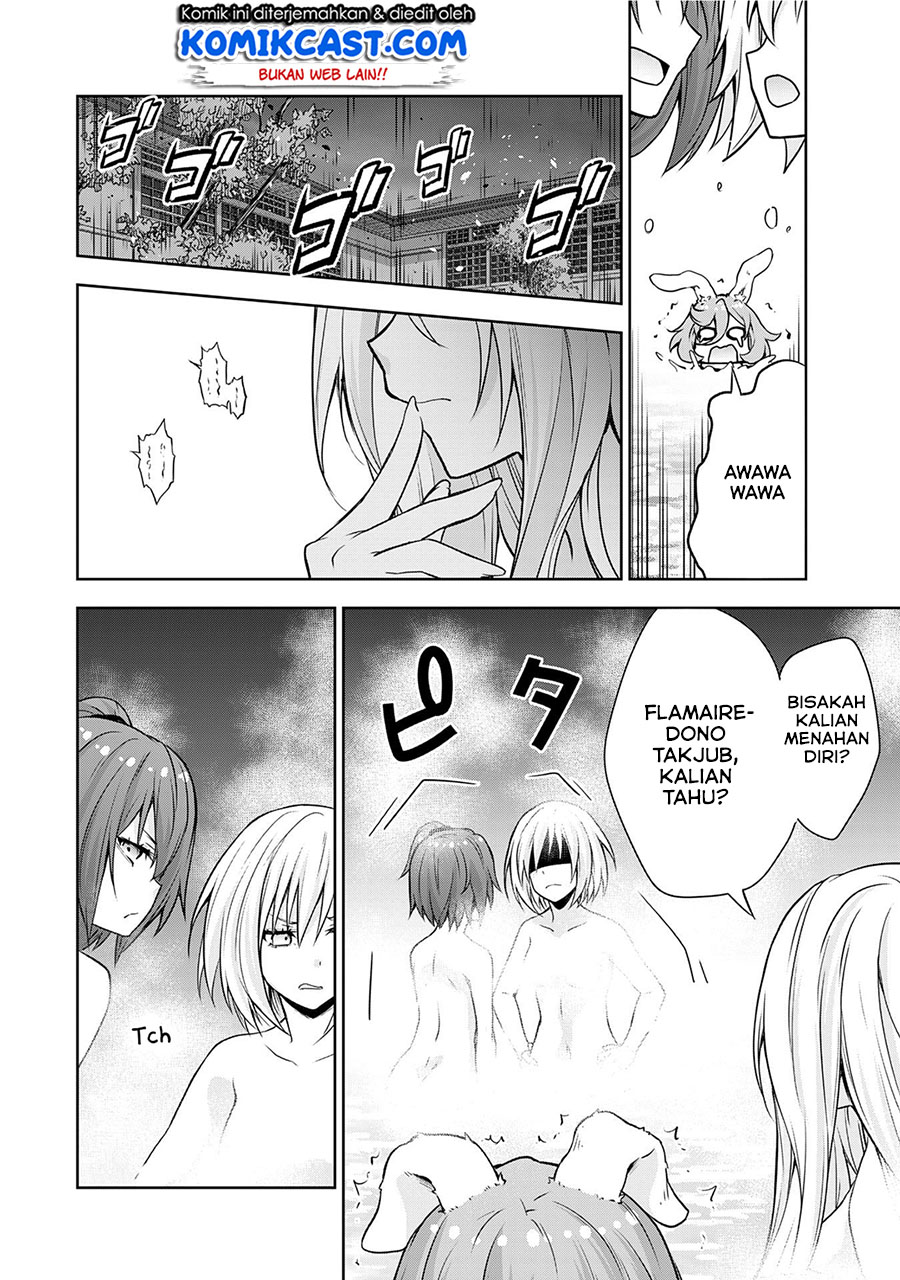 Komik ini diterjemahkan & diedit oleh
KOMIKCAST.COM
BUKAN WEB LAIN!!
AWAWA
WAWA
ゴゴゴゴゴ
BISAKAH
KALIAN
MENAHAN
DIRI?
FLAMAIRE-
DONO
TAKJUB,
KALIAN
TAHU?
ピタ
Tch